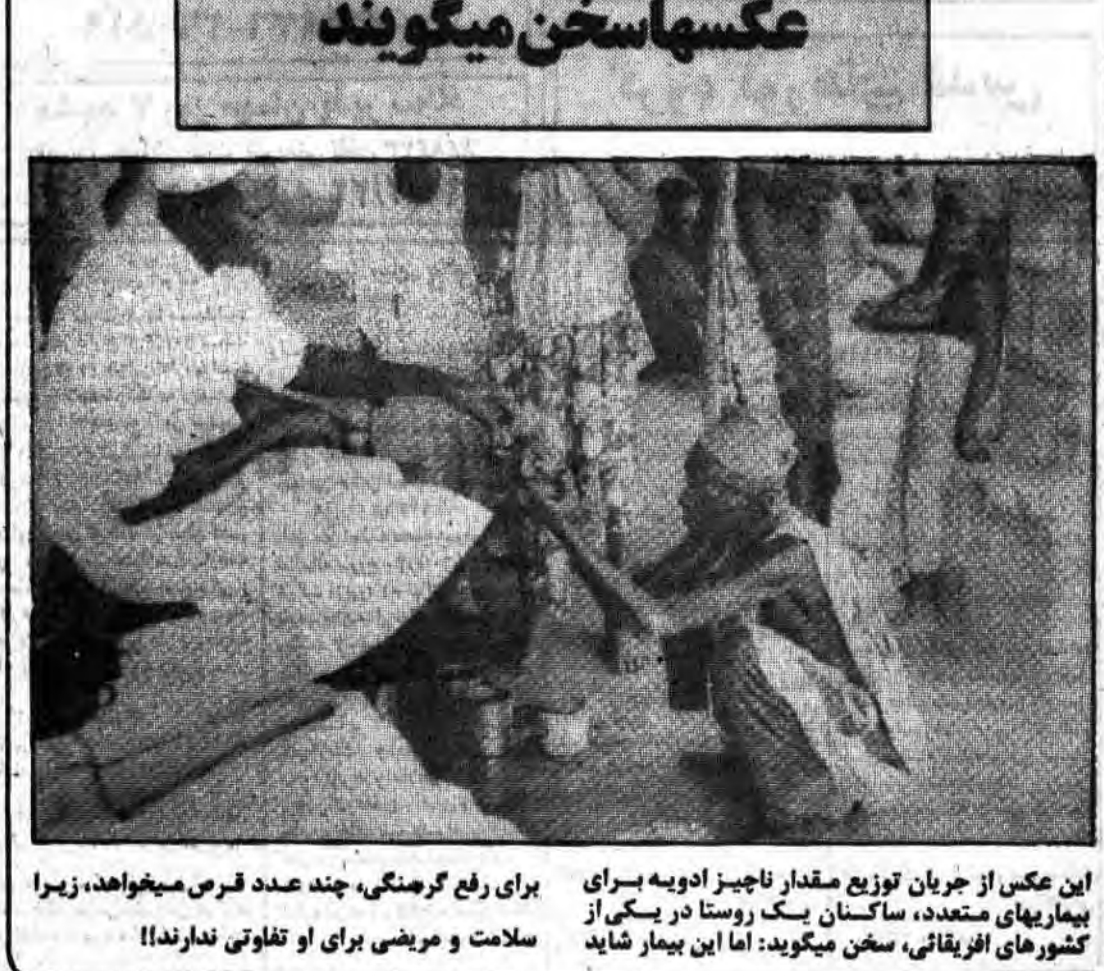 عکسها سخن میگویند
این عکس از جریان توزیع مقدار ناچیز ادویه برای
بیماریهای متعدد، ساکنان یک روستا در یکی از
کشورهای افریقائی، سخن میگوید: اما این بیمار شاید
برای رفع گرسنگی، چند عدد قرص میخواهد، زیرا
سلامت و مریضی برای او تفاوتی ندارند!!